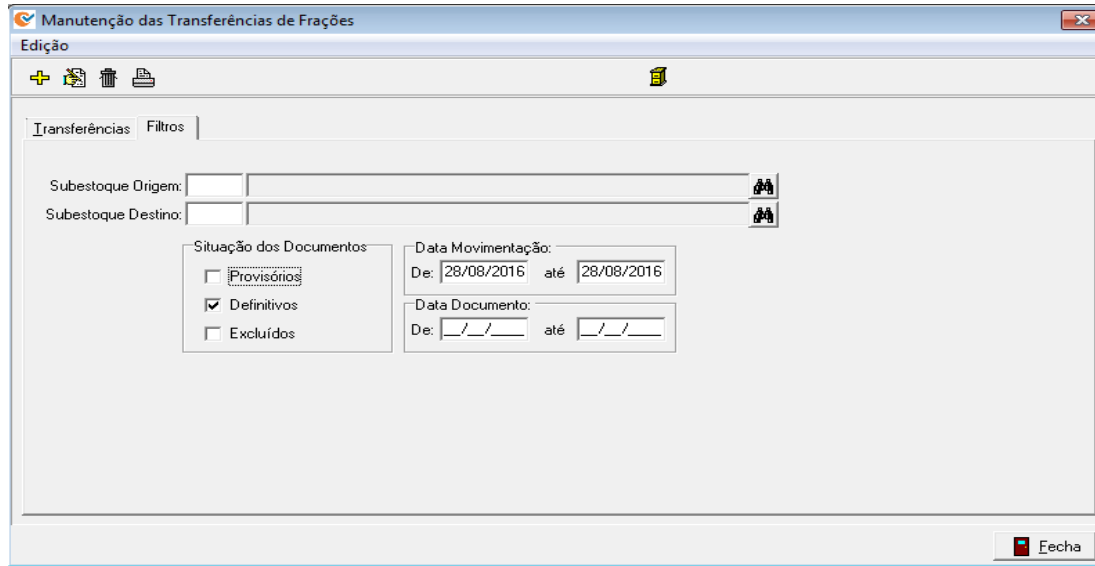 Manutenção das Transferências de Frações
Edição
Transferências Filtros
Subestoque Origem:
Subestoque Destino:
Situação dos Documentos
Provisórios
Definitivos
Excluídos
Data Movimentação:
De: 28/08/2016 até 28/08/2016
Data Documento:
De: __/__/____ até __/__/____
Fecha